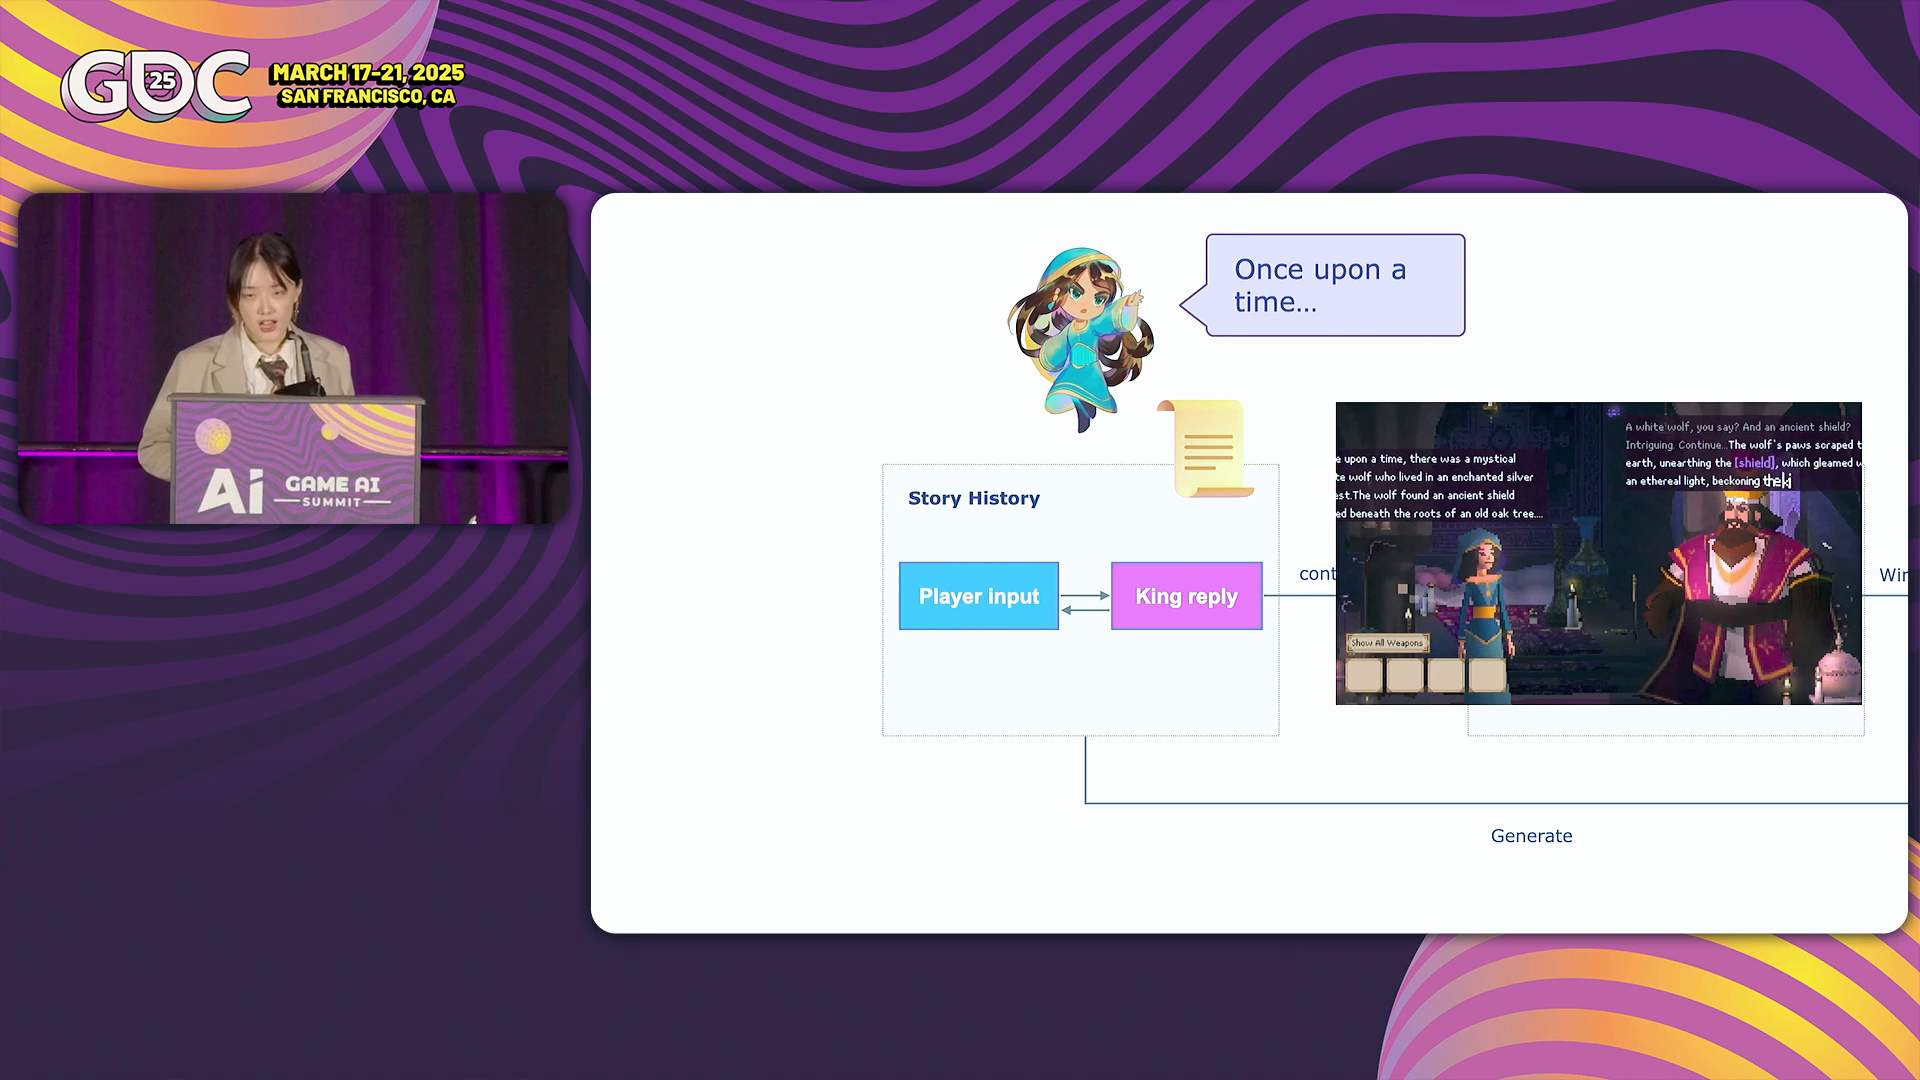 GDC
'25
MARCH 17-21, 2025
SAN FRANCISCO, CA
Ai
GAME AI
SUMMIT
Once upon a
time...
Story History
Player input
King reply
cont
e upon a time, there was a mystical
te wolf who lived in an enchanted silver
est.The wolf found an ancient shield
ed beneath the roots of an old oak tree....
A white wolf, you say? And an ancient shield?
Intriguing. Continue...The wolf's paws scraped t
earth, unearthing the [shield], which gleamed w
an ethereal light, beckoning the ki
Show All Weapons
Win
Generate